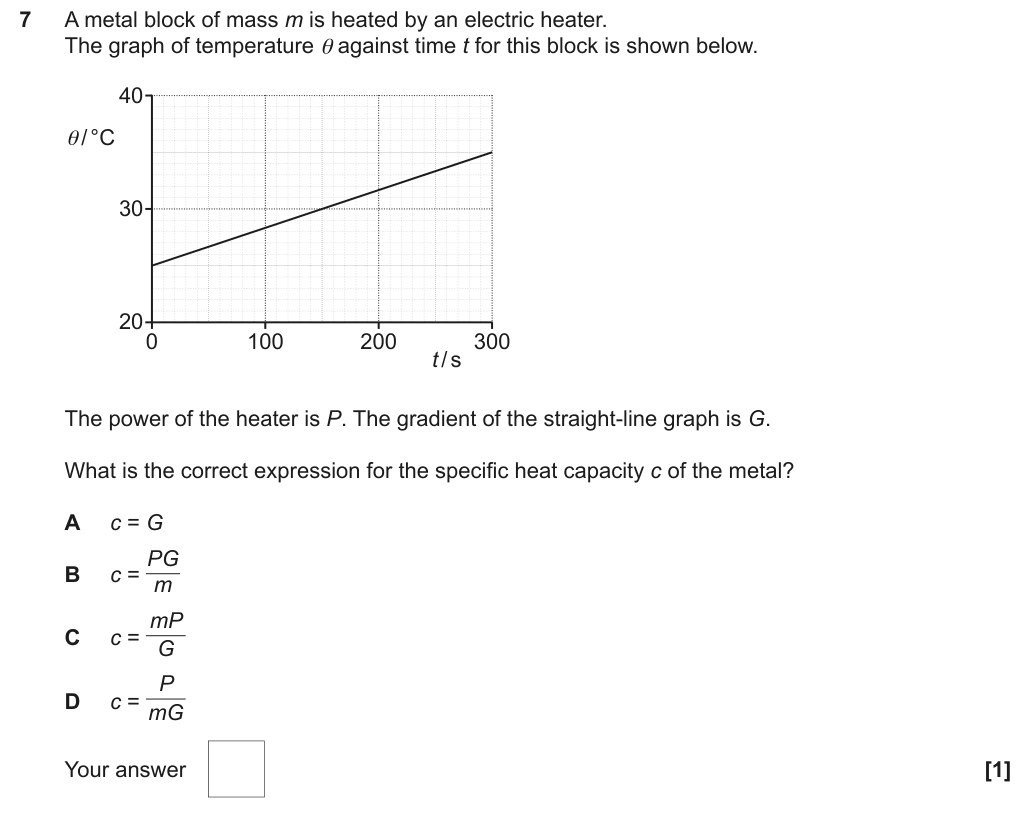 7 A metal block of mass m is heated by an electric heater.
The graph of temperature θ against time t for this block is shown below.
40
θ/°C
30
20
0 100 200 300
t/s
The power of the heater is P. The gradient of the straight-line graph is G.
What is the correct expression for the specific heat capacity c of the metal?
A c = G
B c = PG/m
C c = mP/G
D c = P/mG
Your answer [1]